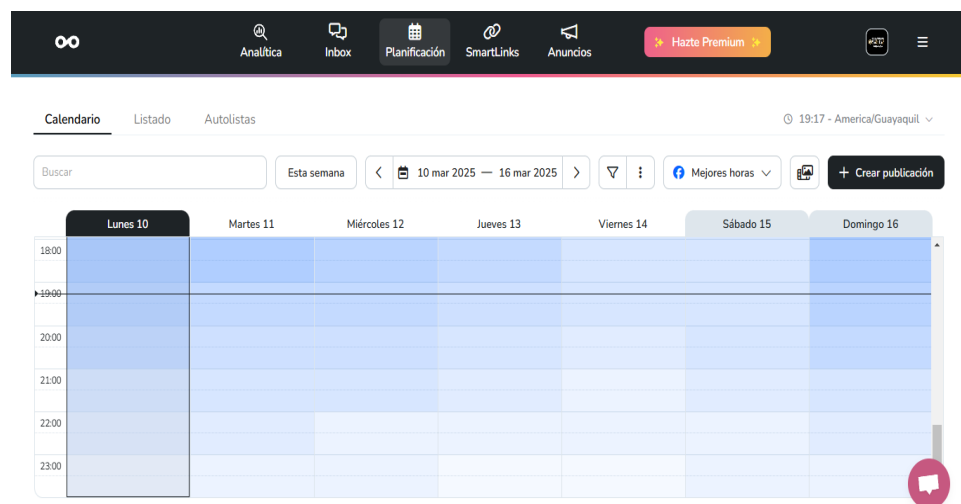 Analítica
Inbox
Planificación
SmartLinks
Anuncios
Hazte Premium
Calendario
Listado
Autolistas
19:17 - America/Guayaquil
Buscar
Esta semana
10 mar 2025 — 16 mar 2025
Mejores horas
+ Crear publicación
Lunes 10
Martes 11
Miércoles 12
Jueves 13
Viernes 14
Sábado 15
Domingo 16
18:00
19:00
20:00
21:00
22:00
23:00